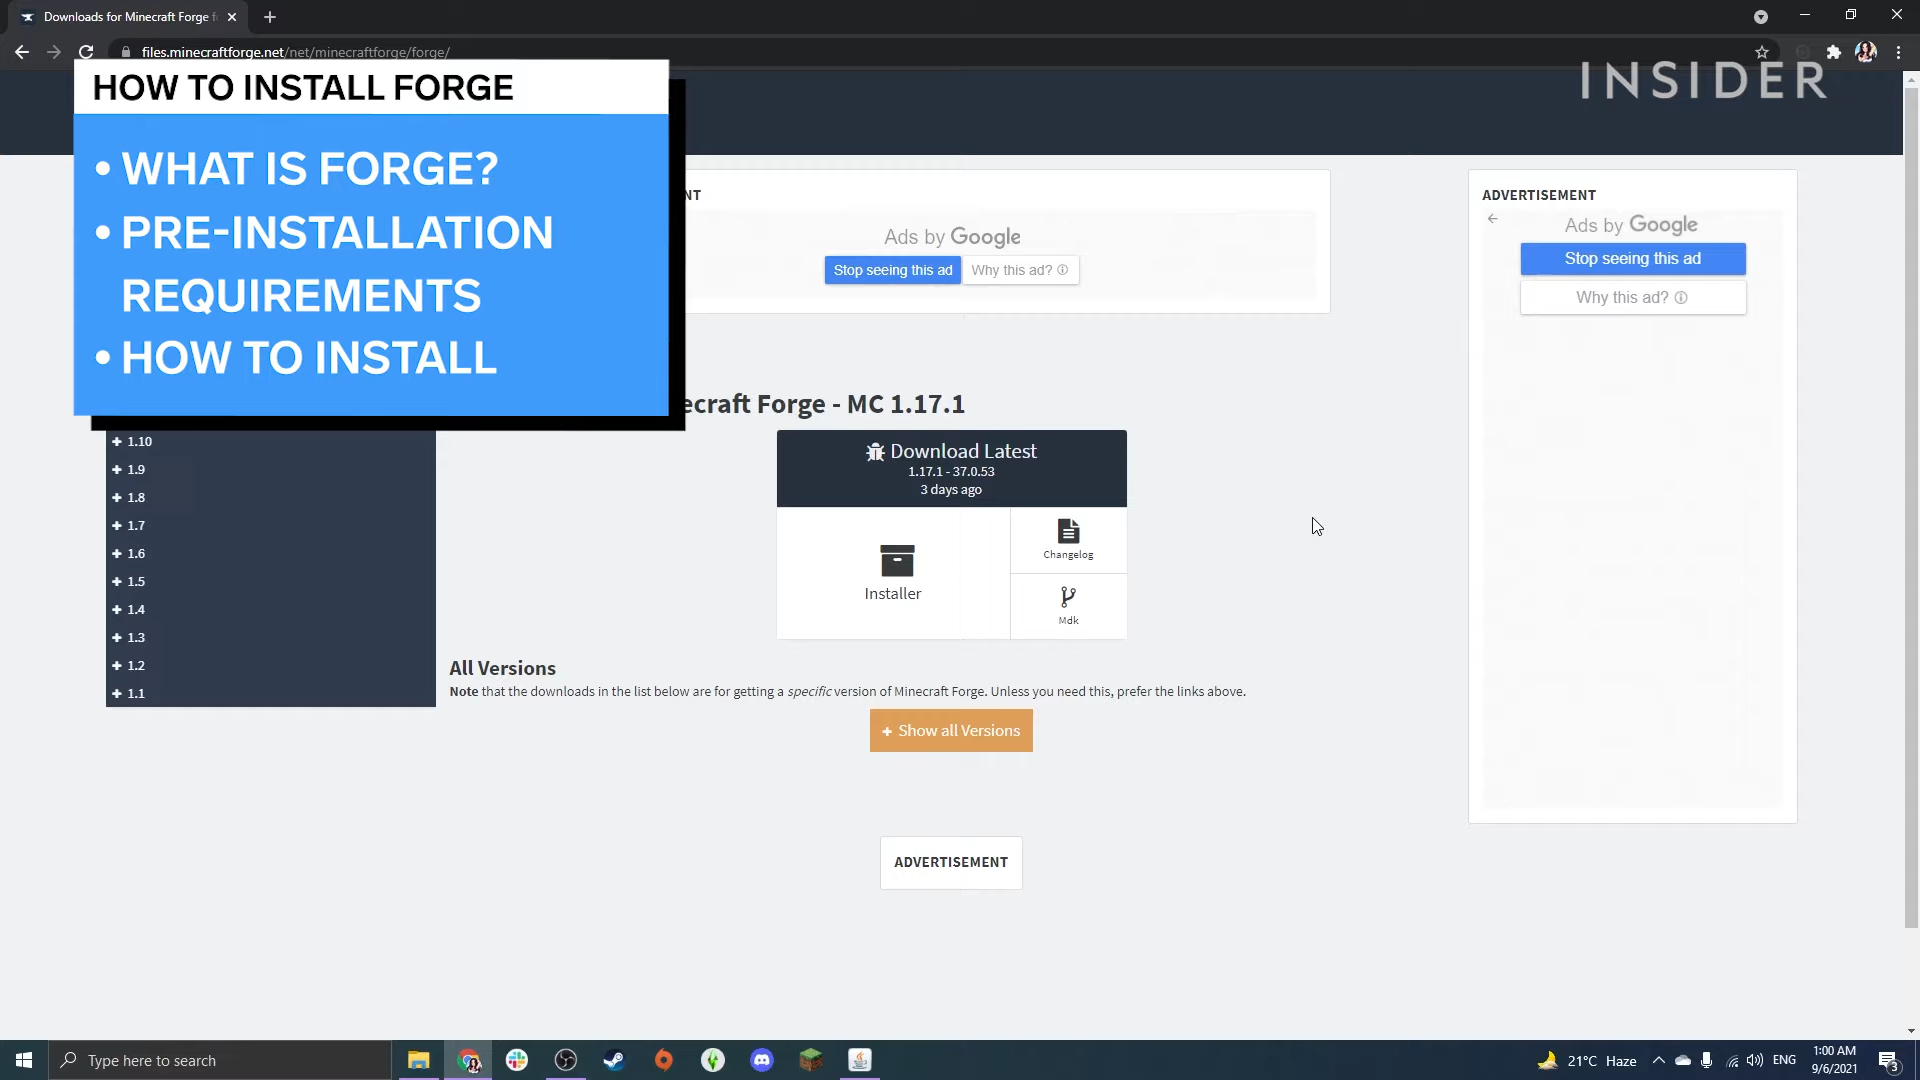 Downloads for Minecraft Forge f
files.minecraftforge.net/net/minecraftforge/forge/
INSIDER
HOW TO INSTALL FORGE
• WHAT IS FORGE?
• PRE-INSTALLATION
REQUIREMENTS
• HOW TO INSTALL
NT
Ads by Google
Stop seeing this ad
Why this ad?
ADVERTISEMENT
Ads by Google
Stop seeing this ad
Why this ad?
ecraft Forge - MC 1.17.1
1.10
1.9
1.8
1.7
1.6
1.5
1.4
1.3
1.2
1.1
Download Latest
1.17.1 - 37.0.53
3 days ago
Installer
Changelog
Mdk
All Versions
Note that the downloads in the list below are for getting a specific version of Minecraft Forge. Unless you need this, prefer the links above.
+ Show all Versions
ADVERTISEMENT
Type here to search
21°C Haze
ENG
1:00 AM
9/6/2021
3